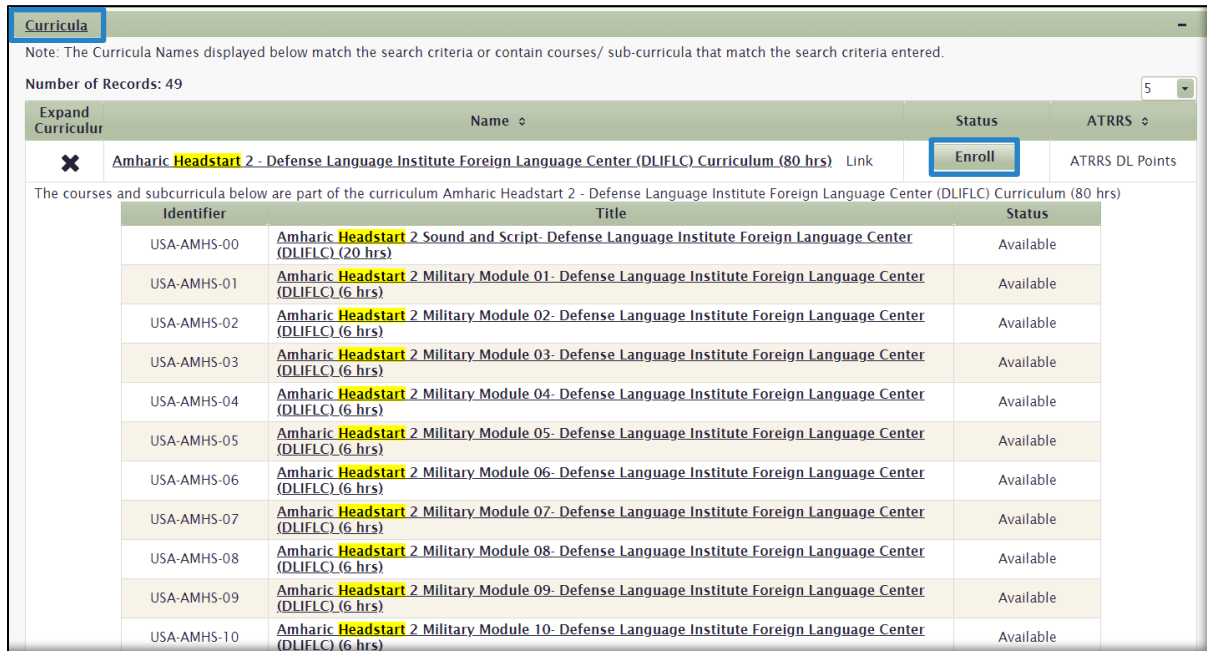 Curricula
Note: The Curricula Names displayed below match the search criteria or contain courses/ sub-curricula that match the search criteria entered.
Number of Records: 49
5
Expand Curriculur Name Status ATRRS
Amharic Headstart 2 - Defense Language Institute Foreign Language Center (DLIFLC) Curriculum (80 hrs) Link Enroll ATRRS DL Points
The courses and subcurricula below are part of the curriculum Amharic Headstart 2 - Defense Language Institute Foreign Language Center (DLIFLC) Curriculum (80 hrs)
Identifier Title Status
USA-AMHS-00 Amharic Headstart 2 Sound and Script- Defense Language Institute Foreign Language Center
(DLIFLC) (20 hrs) Available
USA-AMHS-01 Amharic Headstart 2 Military Module 01- Defense Language Institute Foreign Language Center
(DLIFLC) (6 hrs) Available
USA-AMHS-02 Amharic Headstart 2 Military Module 02- Defense Language Institute Foreign Language Center
(DLIFLC) (6 hrs) Available
USA-AMHS-03 Amharic Headstart 2 Military Module 03- Defense Language Institute Foreign Language Center
(DLIFLC) (6 hrs) Available
USA-AMHS-04 Amharic Headstart 2 Military Module 04- Defense Language Institute Foreign Language Center
(DLIFLC) (6 hrs) Available
USA-AMHS-05 Amharic Headstart 2 Military Module 05- Defense Language Institute Foreign Language Center
(DLIFLC) (6 hrs) Available
USA-AMHS-06 Amharic Headstart 2 Military Module 06- Defense Language Institute Foreign Language Center
(DLIFLC) (6 hrs) Available
USA-AMHS-07 Amharic Headstart 2 Military Module 07- Defense Language Institute Foreign Language Center
(DLIFLC) (6 hrs) Available
USA-AMHS-08 Amharic Headstart 2 Military Module 08- Defense Language Institute Foreign Language Center
(DLIFLC) (6 hrs) Available
USA-AMHS-09 Amharic Headstart 2 Military Module 09- Defense Language Institute Foreign Language Center
(DLIFLC) (6 hrs) Available
USA-AMHS-10 Amharic Headstart 2 Military Module 10- Defense Language Institute Foreign Language Center
(DLIFLC) (6 hrs) Available